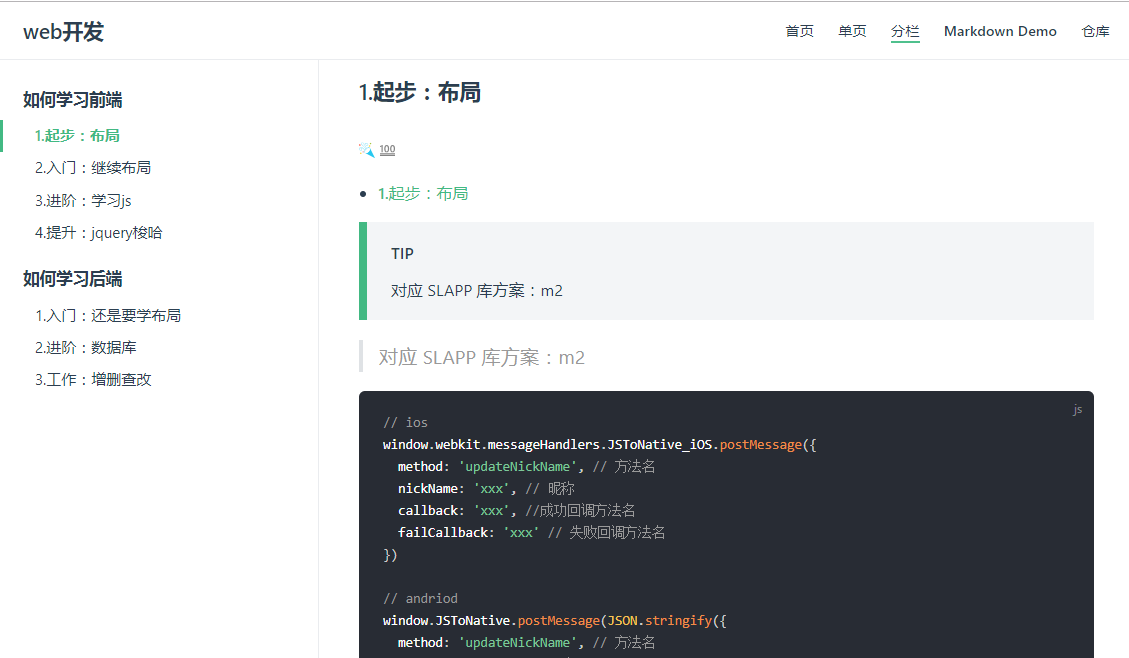 web开发
首页 单页 分栏 Markdown Demo 仓库
如何学习前端
1.起步：布局
2.入门：继续布局
3.进阶：学习js
4.提升：jquery梭哈
如何学习后端
1.入门：还是要学布局
2.进阶：数据库
3.工作：增删查改
1.起步：布局
100
1.起步：布局
TIP
对应 SLAPP 库方案：m2
对应 SLAPP 库方案：m2
js
// ios
window.webkit.messageHandlers.JSToNative_iOS.postMessage({
  method: 'updateNickName', // 方法名
  nickName: 'xxx', // 昵称
  callback: 'xxx', //成功回调方法名
  failCallback: 'xxx' // 失败回调方法名
})
// andriod
window.JSToNative.postMessage(JSON.stringify({
  method: 'updateNickName', // 方法名